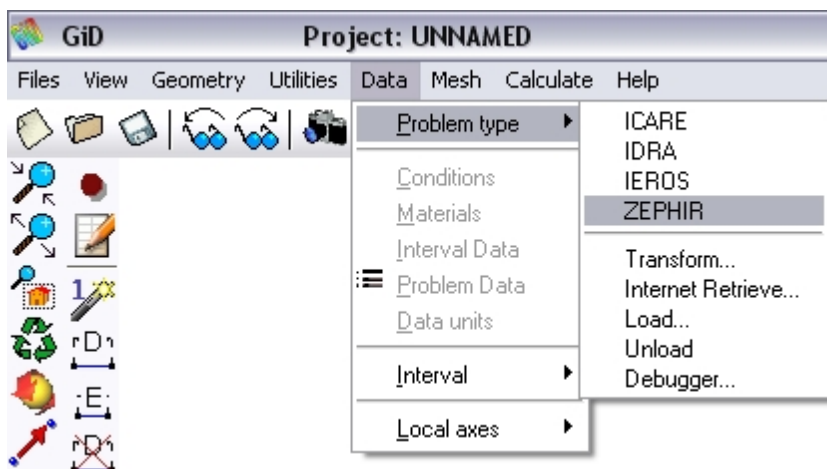 GiD Project: UNNAMED
Files View Geometry Utilities Data Mesh Calculate Help
Problem type
Conditions
Materials
Interval Data
Problem Data
Data units
Interval
Local axes
ICARE
IDRA
IEROS
ZEPHIR
Transform...
Internet Retrieve...
Load...
Unload
Debugger...
1
D
E
D